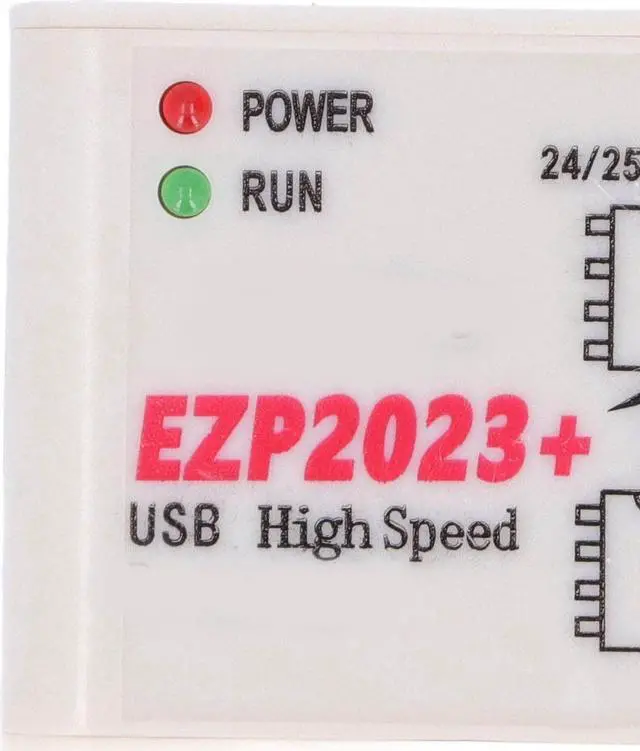 POWER
RUN
24/25
EZP2023+
USB High Speed